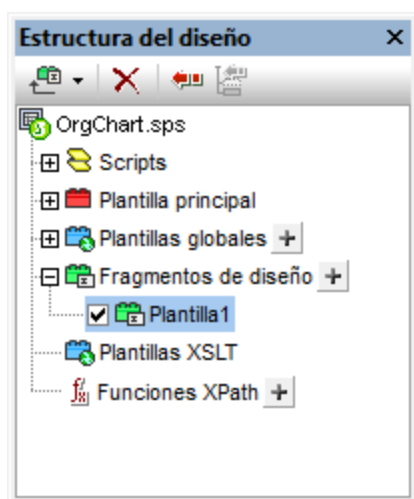 Estructura del diseño
OrgChart.sps
Scripts
Plantilla principal
Plantillas globales
Fragmentos de diseño
Plantilla1
Plantillas XSLT
Funciones XPath